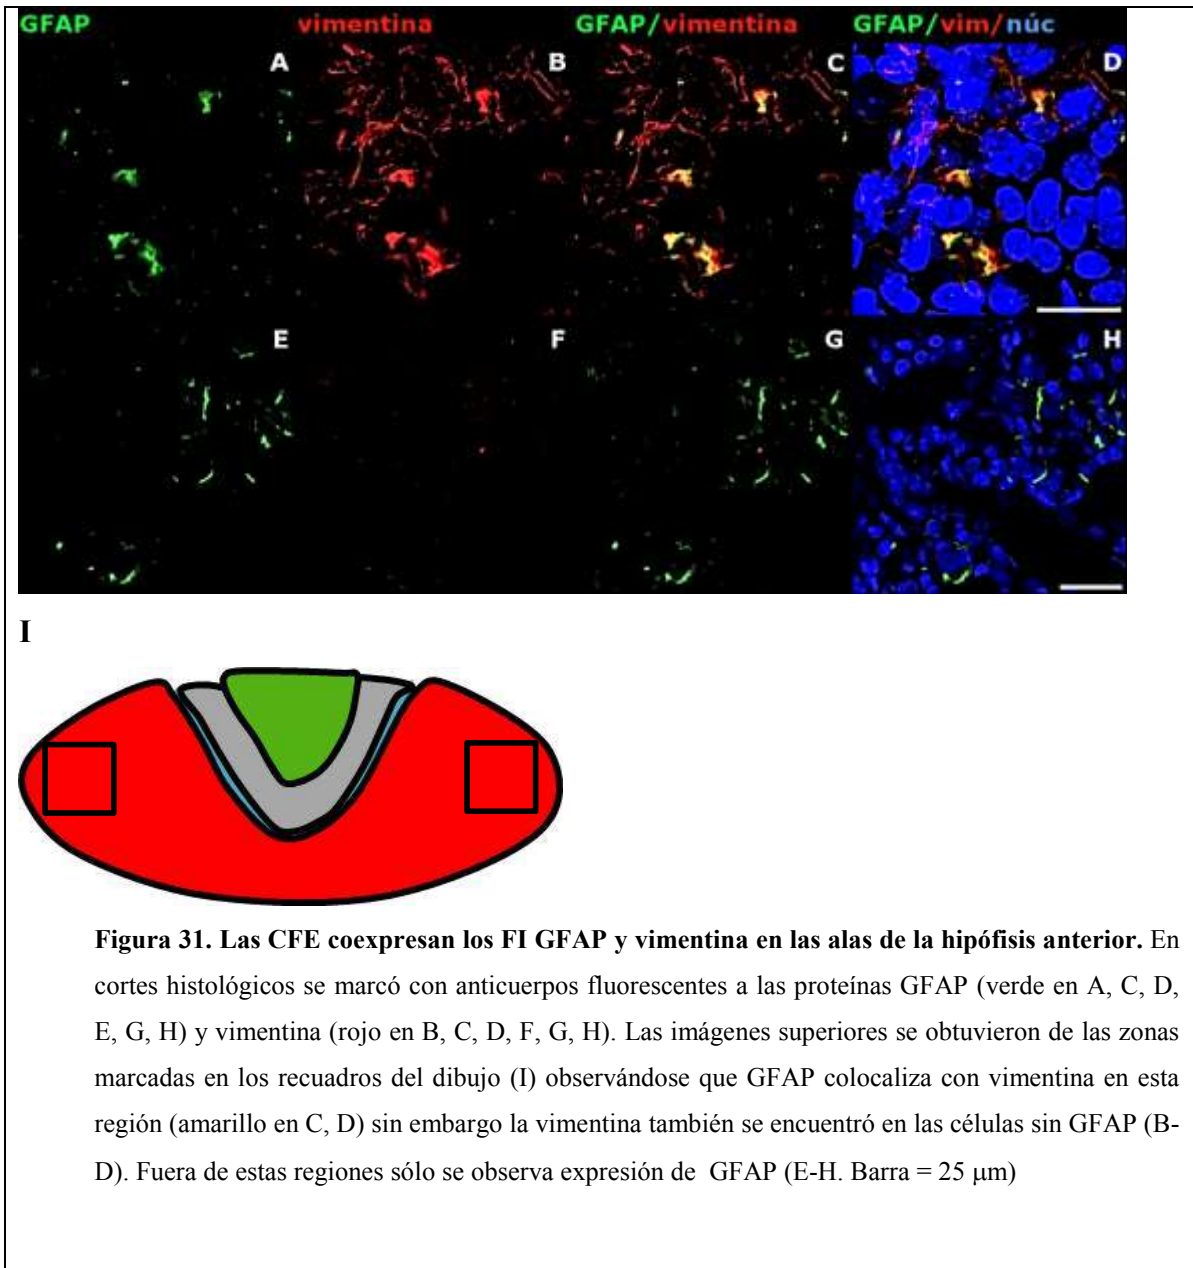 GFAP vimentina GFAP/vimentina GFAP/vim/núc
A B C D
E F G H
I
Figura 31. Las CFE coexpresan los FI GFAP y vimentina en las alas de la hipófisis anterior. En
cortes histológicos se marcó con anticuerpos fluorescentes a las proteínas GFAP (verde en A, C, D,
E, G, H) y vimentina (rojo en B, C, D, F, G, H). Las imágenes superiores se obtuvieron de las zonas
marcadas en los recuadros del dibujo (I) observándose que GFAP colocaliza con vimentina en esta
región (amarillo en C, D) sin embargo la vimentina también se encuentró en las células sin GFAP (B-
D). Fuera de estas regiones sólo se observa expresión de GFAP (E-H. Barra = 25 μm)